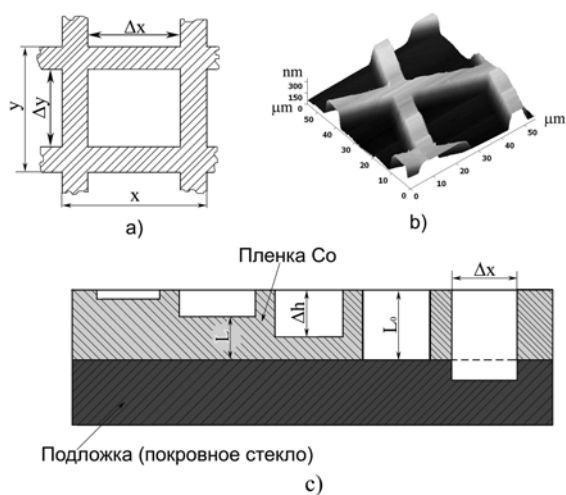 Δx
Δy
y
x
a)
nm
300
150
0
μm
50
40
30
20
10
0
μm
50
40
30
20
10
0
b)
Пленка Co
Δx
Δh
L
L₀
Подложка (покровное стекло)
c)